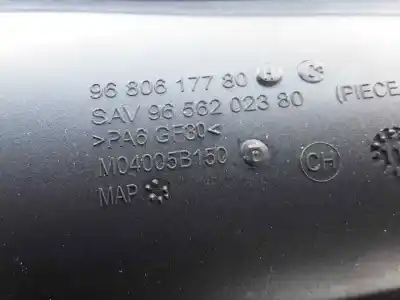 96 806 177 80 A
SAV 96 562 023 80 (PIECE
>PA6 GF30<
M04005B150 CH
MAP